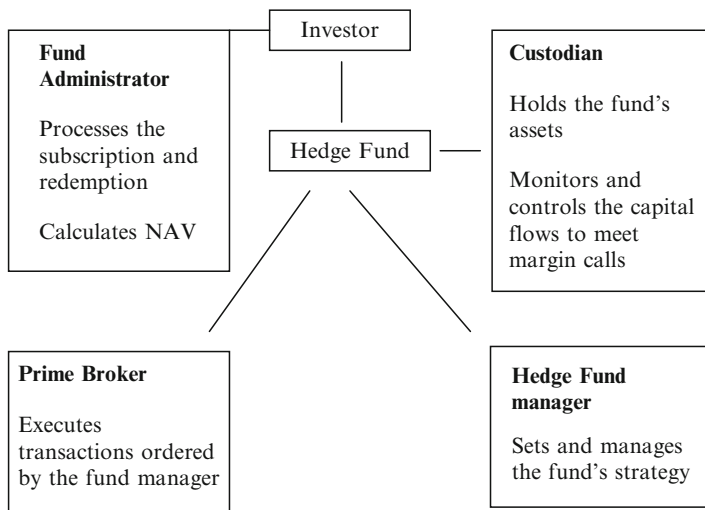 Investor
Fund
Administrator
Processes the
subscription and
redemption
Calculates NAV
Hedge Fund
Custodian
Holds the fund’s
assets
Monitors and
controls the capital
flows to meet
margin calls
Prime Broker
Executes
transactions ordered
by the fund manager
Hedge Fund
manager
Sets and manages
the fund’s strategy